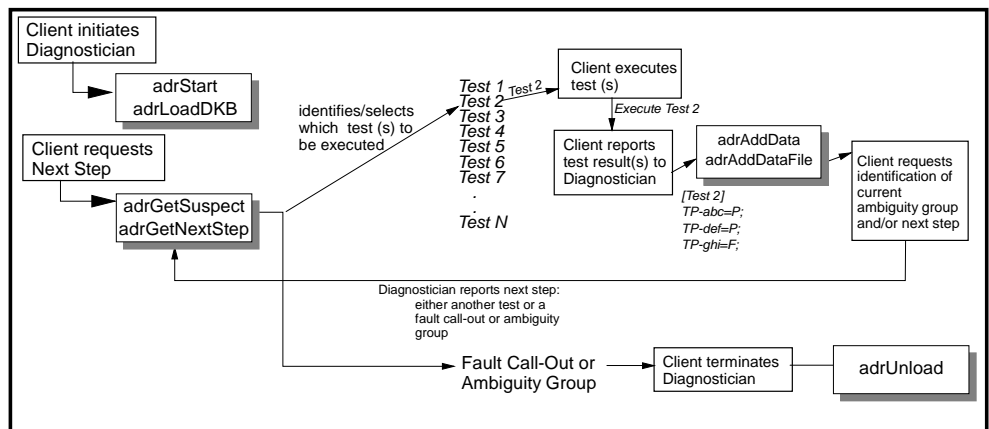 Client initiates
Diagnostician
adrStart
adrLoadDKB
Client requests
Next Step
adrGetSuspect
adrGetNextStep
identifies/selects
which test (s) to
be executed
Test 1
Test 2
Test 3
Test 4
Test 5
Test 6
Test 7
.
.
Test N
Test 2
Client executes
test (s)
Execute Test 2
Client reports
test result(s) to
Diagnostician
adrAddData
adrAddDataFile
[Test 2]
TP-abc=P;
TP-def=P;
TP-ghi=F;
Client requests
identification of
current
ambiguity group
and/or next step
Diagnostician reports next step:
either another test or a
fault call-out or ambiguity
group
Fault Call-Out or
Ambiguity Group
Client terminates
Diagnostician
adrUnload